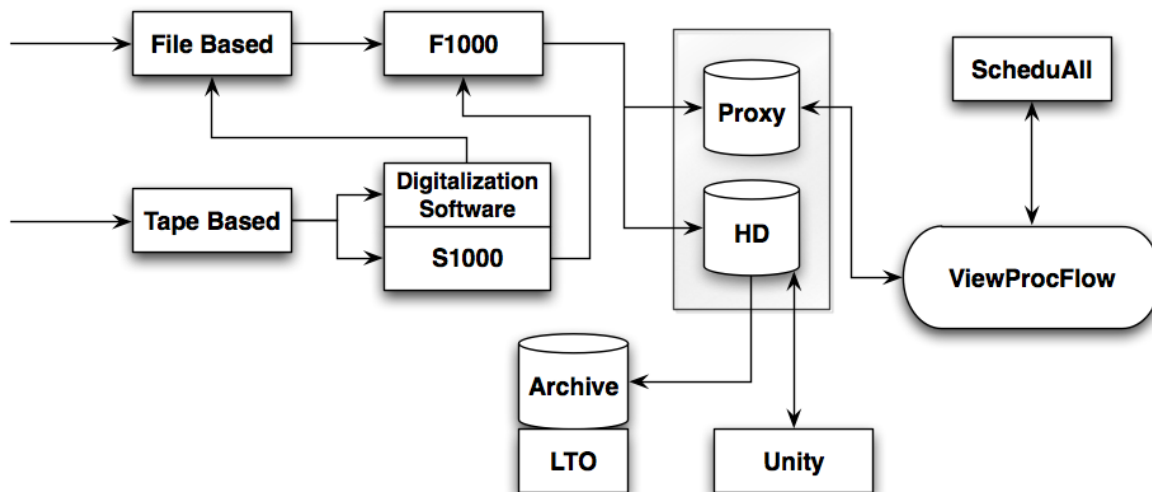 File Based
F1000
ScheduAll
Proxy
Digitalization
Software
Tape Based
HD
S1000
ViewProcFlow
Archive
LTO
Unity